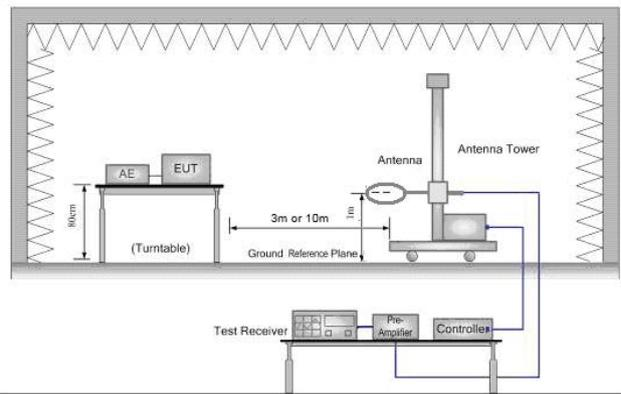 Antenna
Antenna Tower
AE
EUT
80cm
3m or 10m
1m
(Turntable)
Ground Reference Plane
Test Receiver
Pre-
Amplifier
Controller